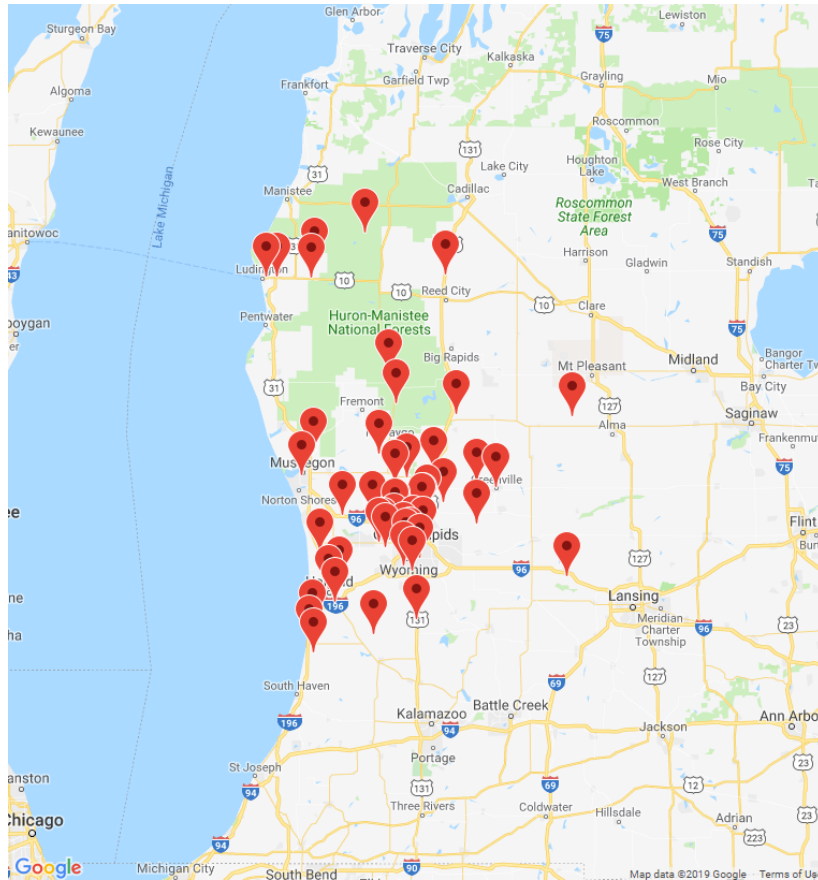 Glen Arbor
Sturgeon Bay
Lewiston
75
Traverse City
Kalkaska
Garfield Twp
Grayling
Mio
Algoma
Frankfort
Roscommon
Kewaunee
131
Rose City
Lake City
Houghton
Lake
31
West Branch
Manistee
Cadillac
Roscommon
State Forest
Area
Lake Michigan
75
31
Harrison
Standish
Gladwin
43
Ludington
10
10
Reed City
10
Clare
Pentwater
Huron-Manistee
National Forests
75
Big Rapids
Mt Pleasant
Midland
Bangor
Charter Tw
Bay City
31
Fremont
127
Saginaw
Alma
Frankenmut
Muskegon
75
Greenville
Norton Shores
96
Flint
127
Wyoming
96
Lansing
196
Meridian
Charter
Township
131
23
96
127
South Haven
69
196
Battle Creek
Kalamazoo
94
Ann Arbo
Jackson
Portage
St Joseph
23
94
131
69
12
Three Rivers
Coldwater
Hillsdale
Adrian
Chicago
223
94
90
Google
Michigan City
South Bend
Map data ©2019 Google
Terms of Us